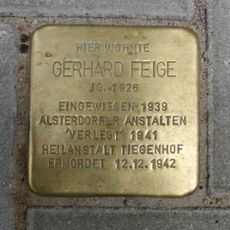 HIER WOHNTE
GERHARD FEIGE
JG. 1926
EINGEWIESEN 1939
ALSTERDORFER ANSTALTEN
'VERLEGT' 1941
HEILANSTALT TIEGENHOF
ERMORDET 12.12.1942